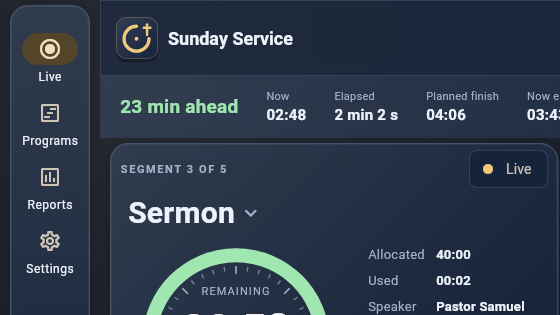 Live
Programs
Reports
Settings
Sunday Service
23 min ahead
Now
02:48
Elapsed
2 min 2 s
Planned finish
04:06
Now
SEGMENT 3 OF 5
Live
Sermon
REMAINING
Allocated 40:00
Used 00:02
Speaker Pastor Samuel